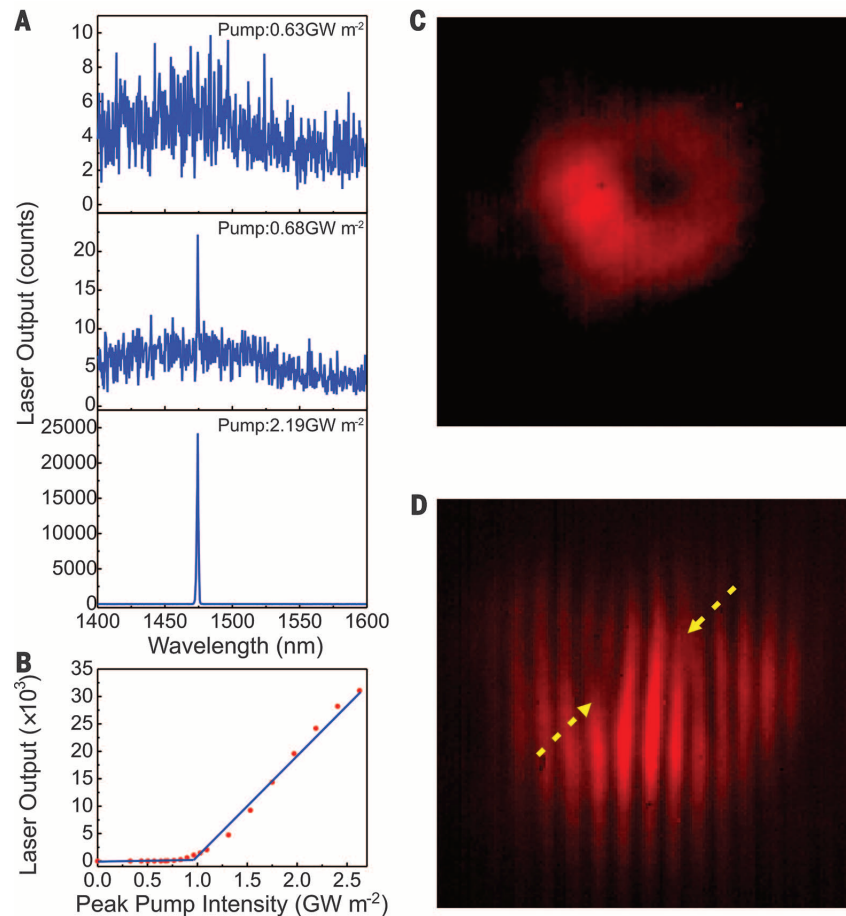 A
Laser Output (counts)
Pump:0.63GW m⁻²
10
8
6
4
2
0
Pump:0.68GW m⁻²
25
20
15
10
5
0
Pump:2.19GW m⁻²
25000
20000
15000
10000
5000
0
1400 1450 1500 1550 1600
Wavelength (nm)
B
Laser Output (×10³)
35
30
25
20
15
10
5
0
0.0 0.5 1.0 1.5 2.0 2.5
Peak Pump Intensity (GW m⁻²)
C
D